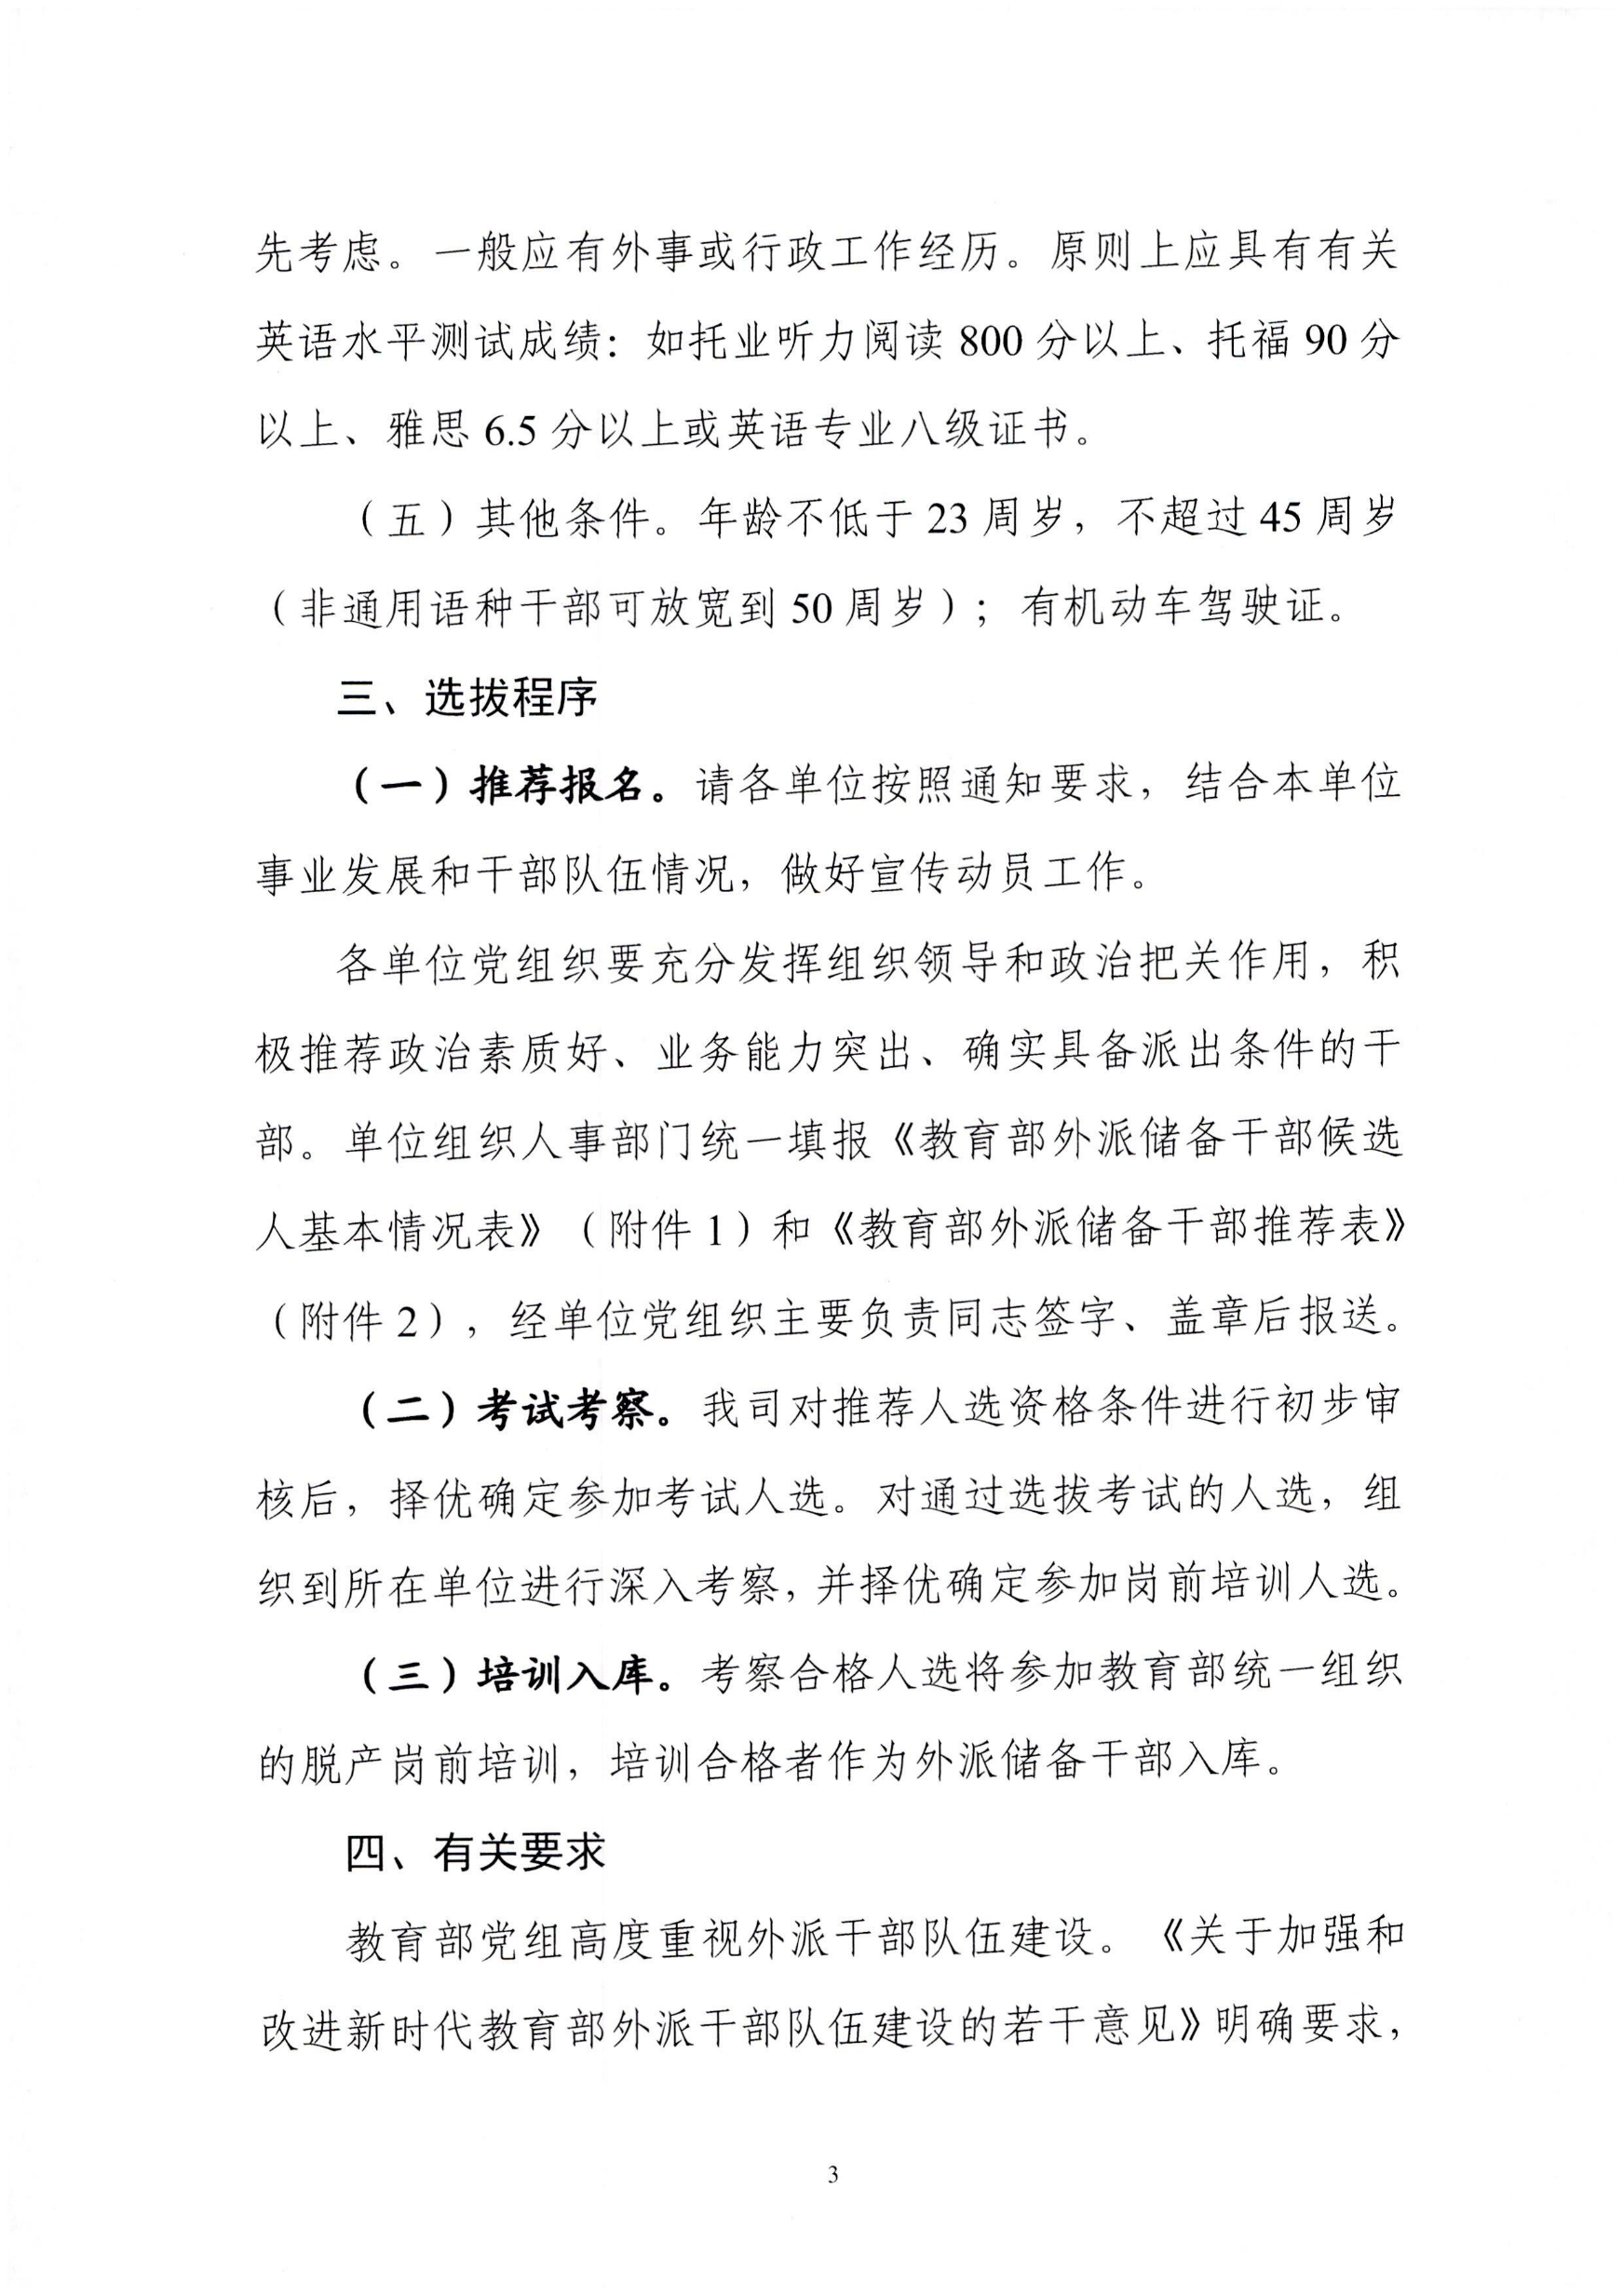 先考虑。一般应有外事或行政工作经历。原则上应具有有关
英语水平测试成绩：如托业听力阅读 800 分以上、托福 90 分
以上、雅思 6.5 分以上或英语专业八级证书。
（五）其他条件。年龄不低于 23 周岁，不超过 45 周岁
（非通用语种干部可放宽到 50 周岁）；有机动车驾驶证。
三、选拔程序
（一）推荐报名。请各单位按照通知要求，结合本单位
事业发展和干部队伍情况，做好宣传动员工作。
各单位党组织要充分发挥组织领导和政治把关作用，积
极推荐政治素质好、业务能力突出、确实具备派出条件的干
部。单位组织人事部门统一填报《教育部外派储备干部候选
人基本情况表》（附件 1）和《教育部外派储备干部推荐表》
（附件 2），经单位党组织主要负责同志签字、盖章后报送。
（二）考试考察。我司对推荐人选资格条件进行初步审
核后，择优确定参加考试人选。对通过选拔考试的人选，组
织到所在单位进行深入考察，并择优确定参加岗前培训人选。
（三）培训入库。考察合格人选将参加教育部统一组织
的脱产岗前培训，培训合格者作为外派储备干部入库。
四、有关要求
教育部党组高度重视外派干部队伍建设。《关于加强和
改进新时代教育部外派干部队伍建设的若干意见》明确要求，
3